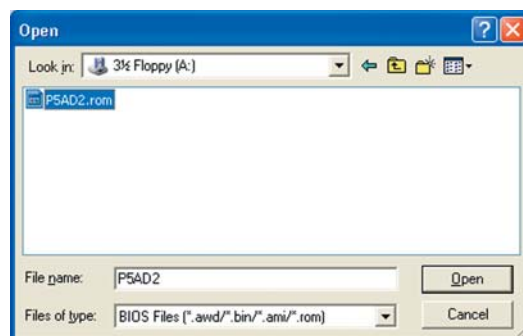 Open
Look in: 3½ Floppy (A:)
P5AD2.rom
File name: P5AD2 Open
Files of type: BIOS Files (*.awd/*.bin/*.ami/*.rom) Cancel